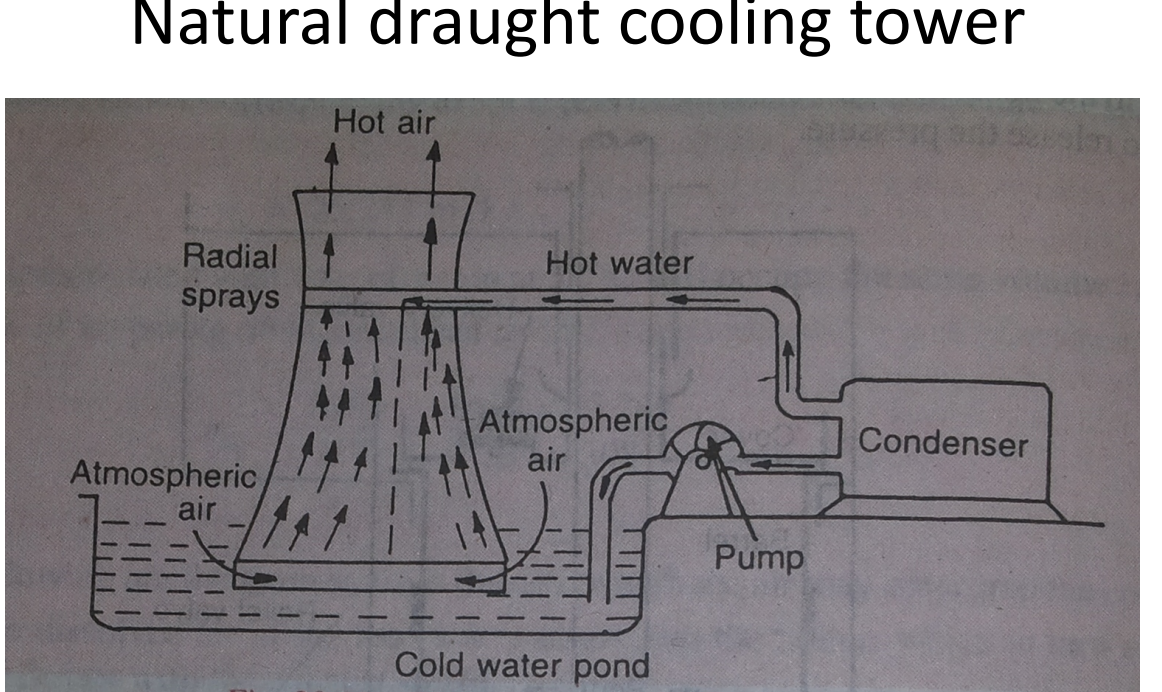 Natural draught cooling tower
Hot air
Radial
sprays
Hot water
Atmospheric
air
Condenser
Atmospheric
air
Pump
Cold water pond